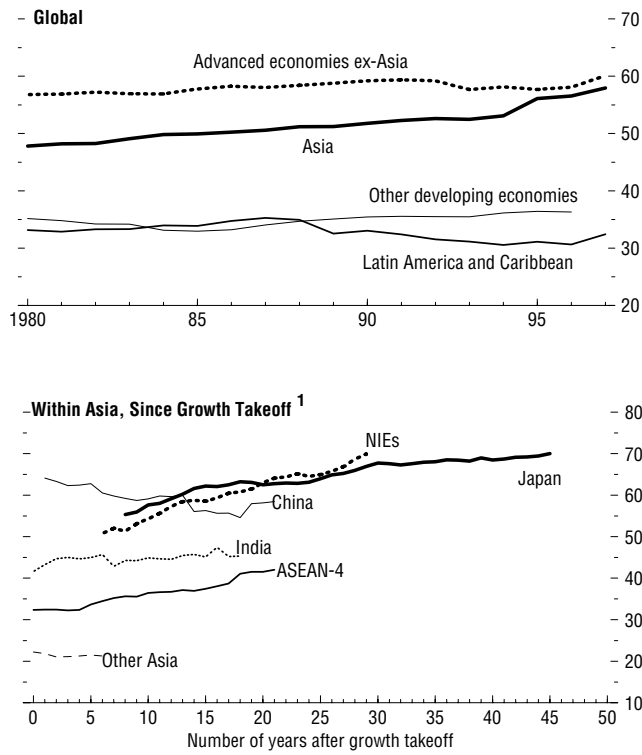 Global
70
Advanced economies ex-Asia
60
50
Asia
40
Other developing economies
30
Latin America and Caribbean
20
1980 85 90 95
Within Asia, Since Growth Takeoff 1
80
NIEs
70
Japan
60
China
50
India
40
ASEAN-4
30
20
Other Asia
10
0 5 10 15 20 25 30 35 40 45 50
Number of years after growth takeoff